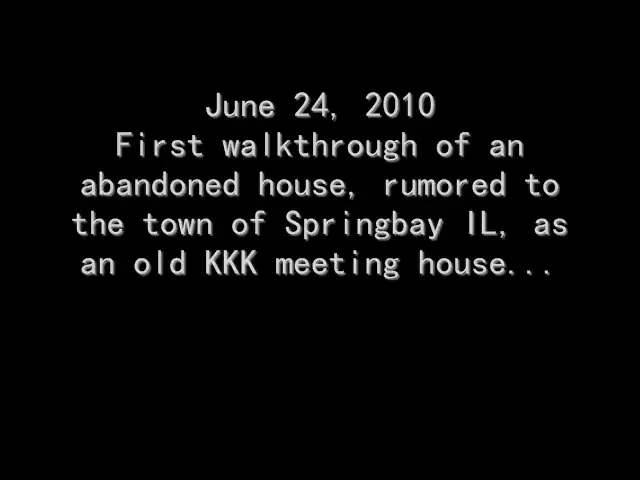 June 24, 2010
First walkthrough of an
abandoned house, rumored to
the town of Springbay IL, as
an old KKK meeting house...